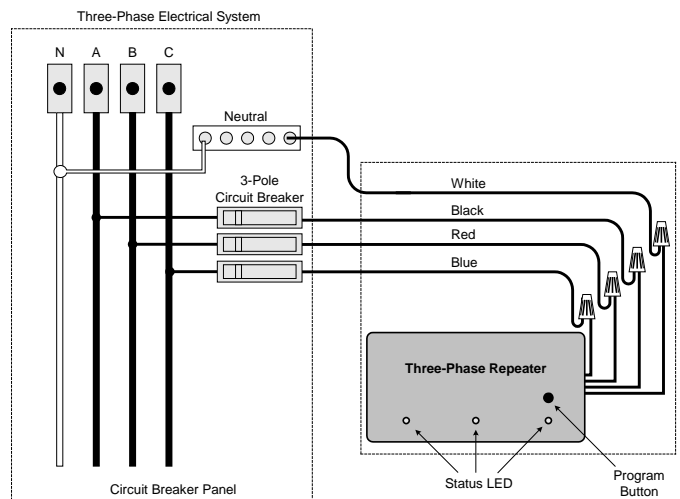 Three-Phase Electrical System
N
A
B
C
Neutral
3-Pole
Circuit Breaker
White
Black
Red
Blue
Three-Phase Repeater
Status LED
Program
Button
Circuit Breaker Panel